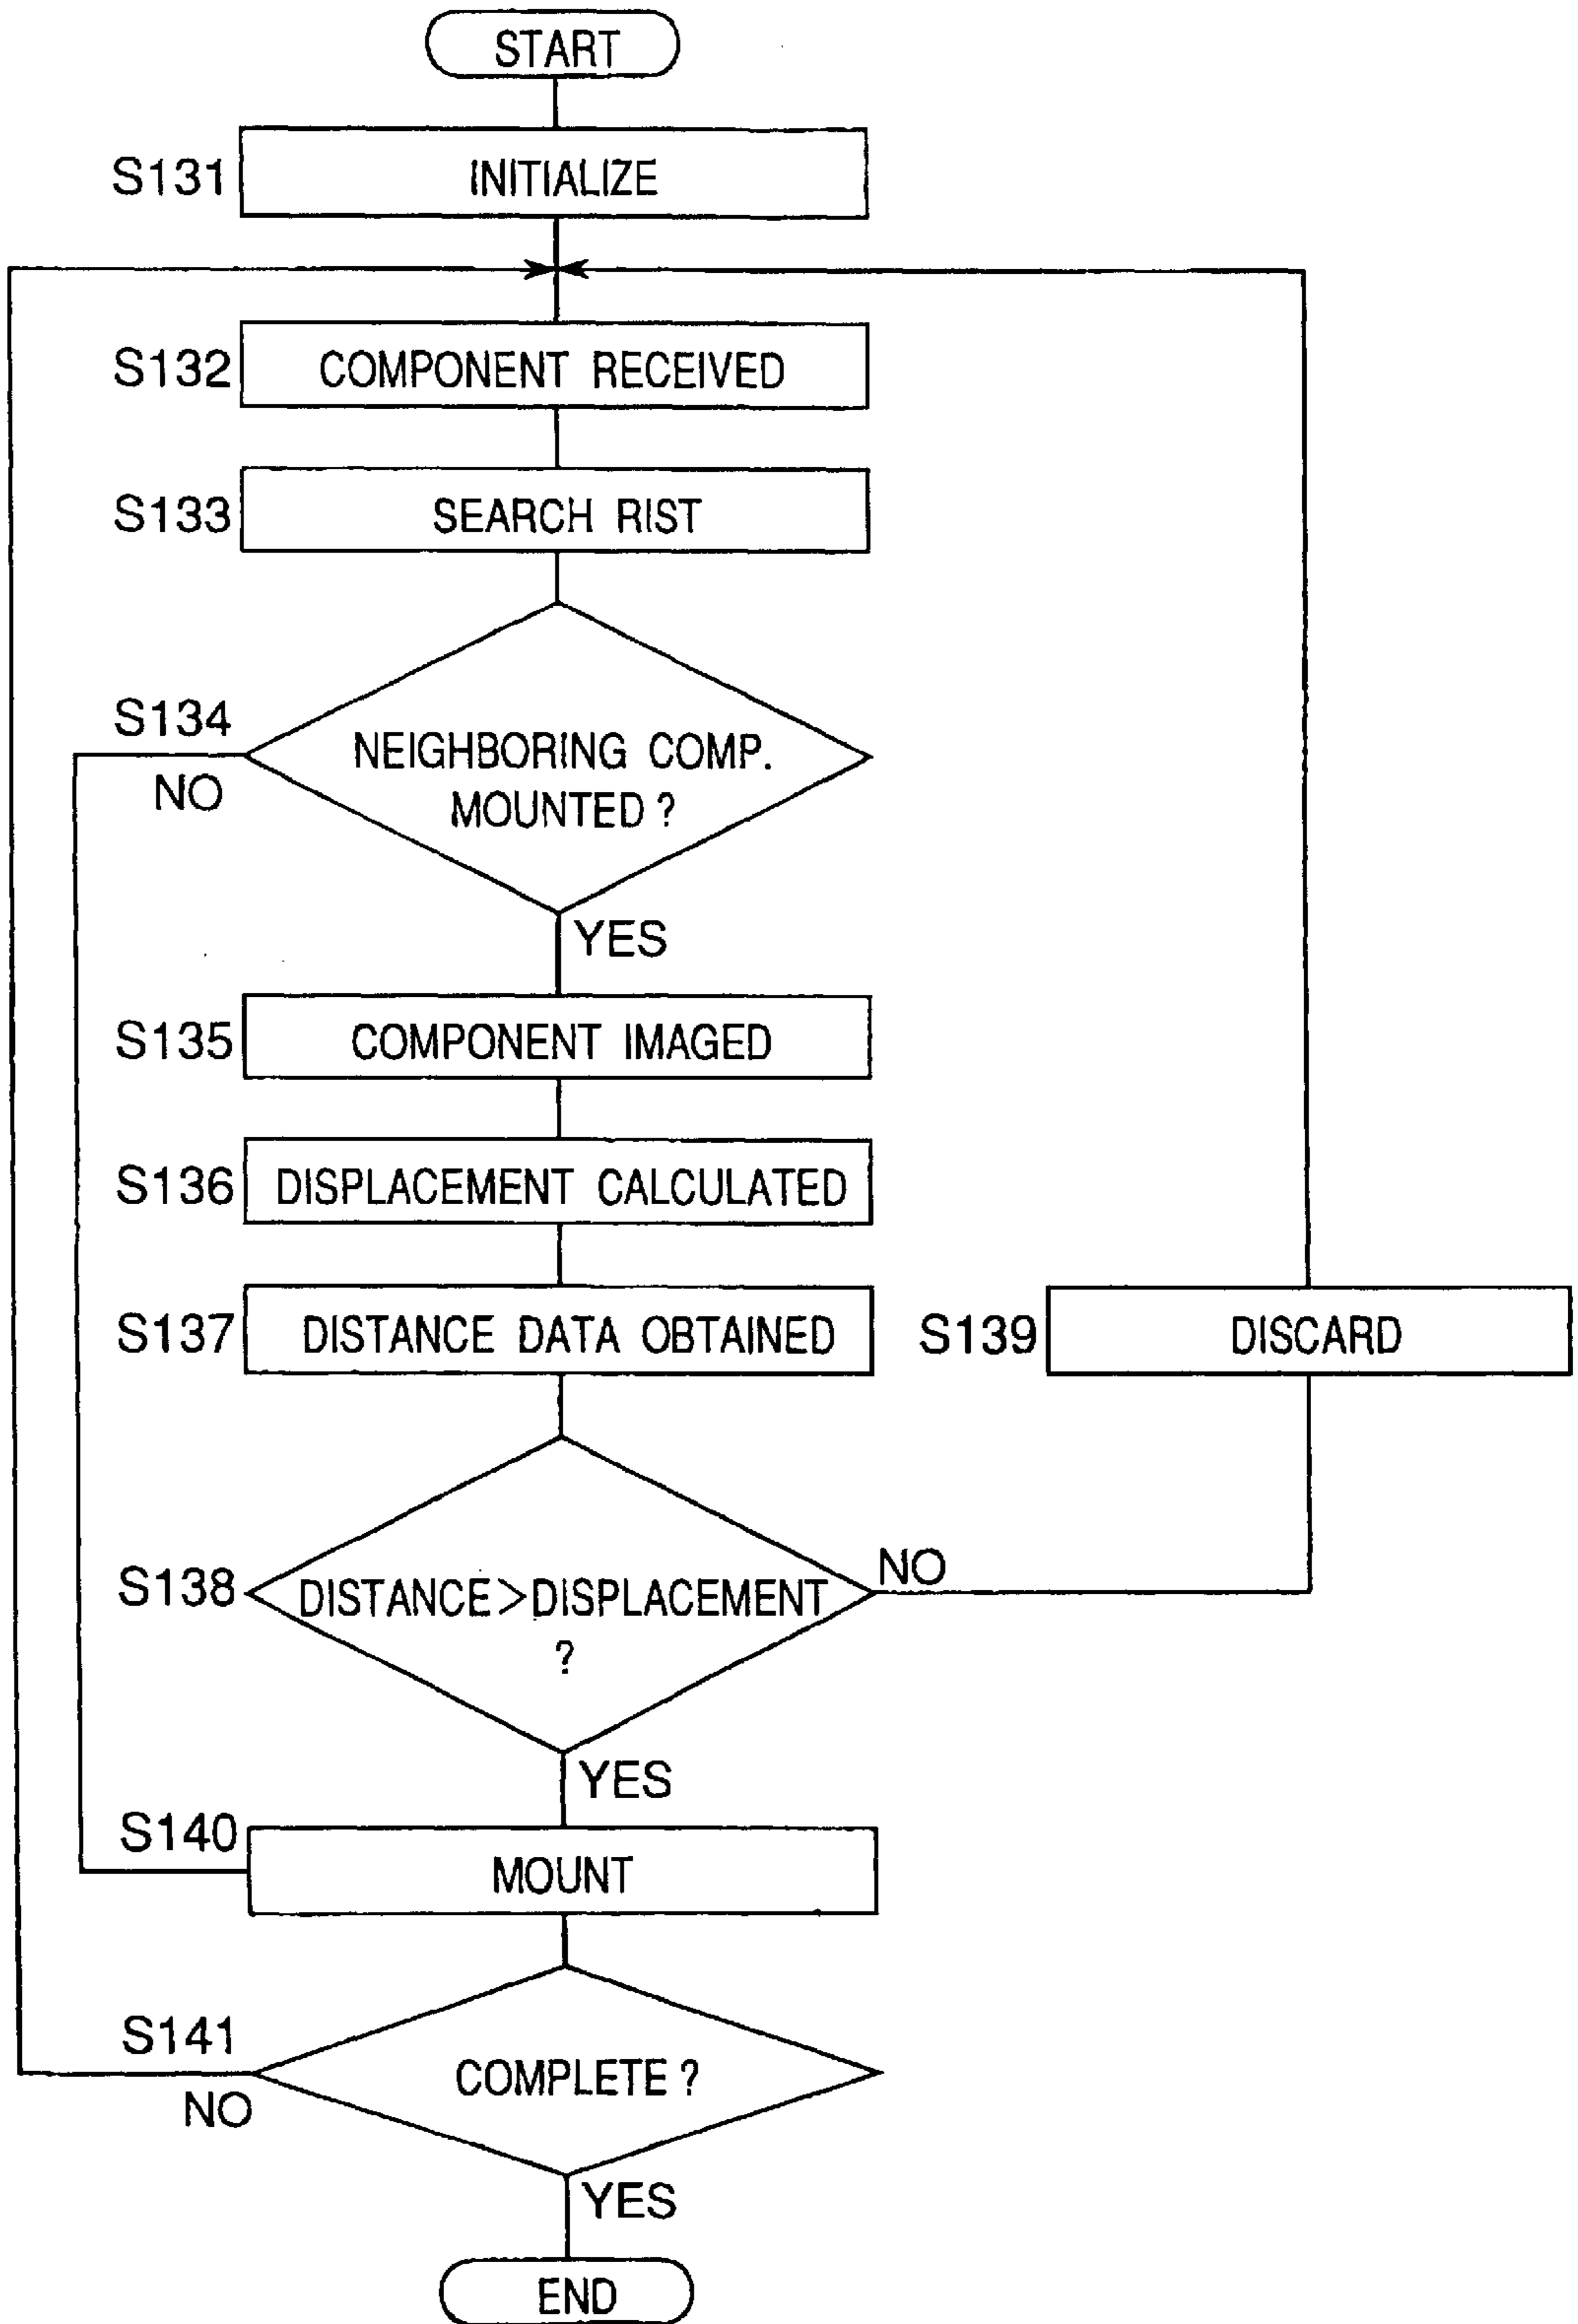 START
S131
INITIALIZE
S132
COMPONENT RECEIVED
S133
SEARCH RIST
S134
NO
NEIGHBORING COMP.
MOUNTED ?
YES
S135
COMPONENT IMAGED
S136
DISPLACEMENT CALCULATED
S137
DISTANCE DATA OBTAINED
S139
DISCARD
S138
DISTANCE>DISPLACEMENT
?
NO
YES
S140
MOUNT
S141
NO
COMPLETE ?
YES
END